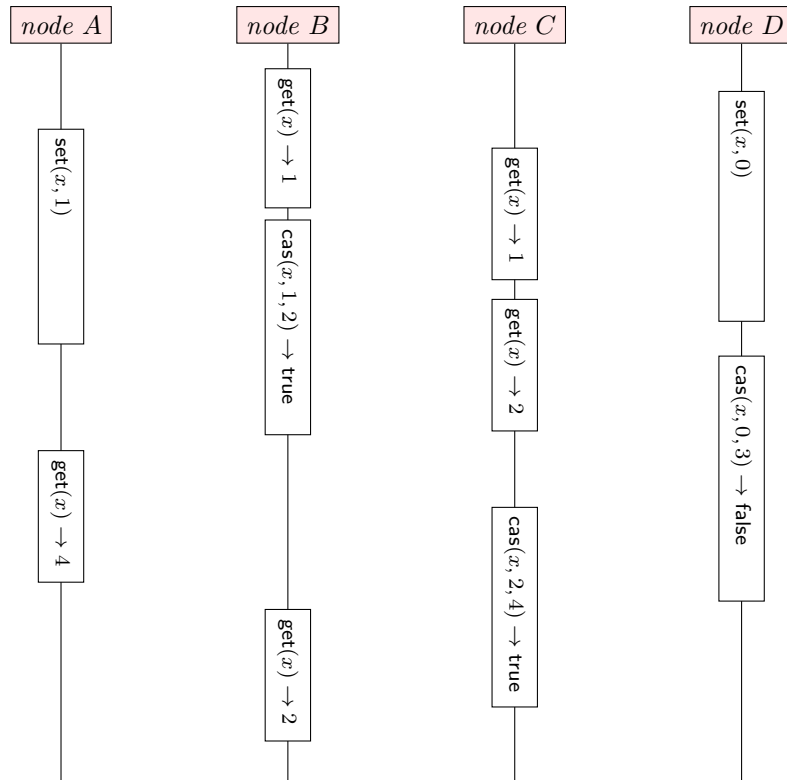 node A
node B
node C
node D
set(x, 1)
get(x) → 4
get(x) → 1
cas(x, 1, 2) → true
get(x) → 2
get(x) → 1
get(x) → 2
cas(x, 2, 4) → true
set(x, 0)
cas(x, 0, 3) → false